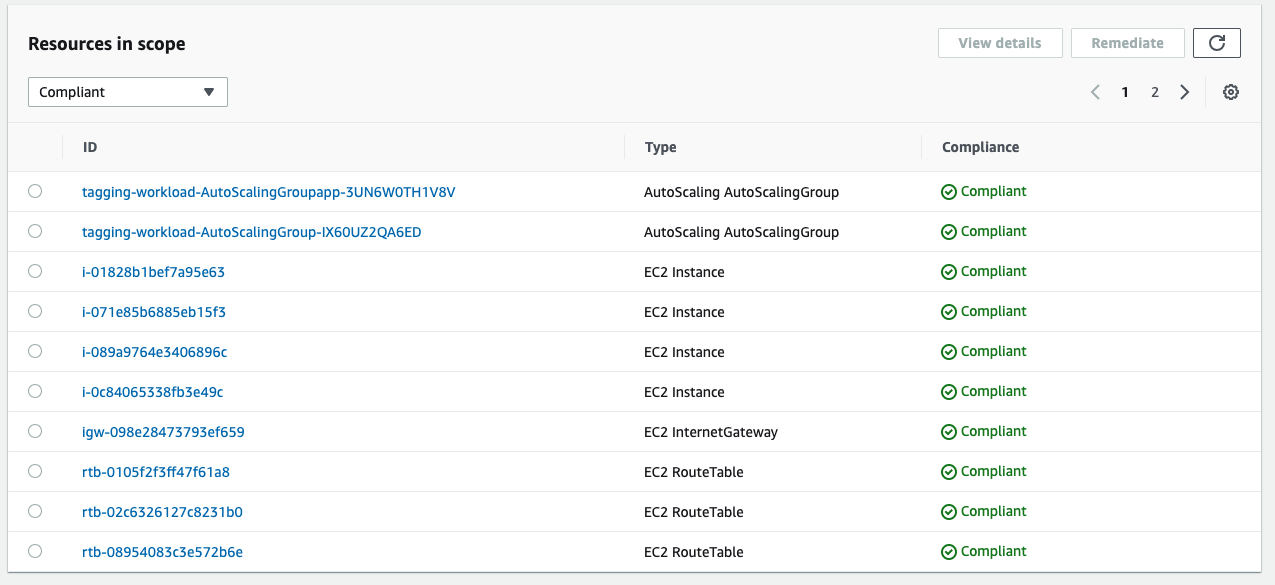 Resources in scope
View details
Remediate
Compliant
1 2
ID Type Compliance
tagging-workload-AutoScalingGroupapp-3UN6W0TH1V8V AutoScaling AutoScalingGroup Compliant
tagging-workload-AutoScalingGroup-IX60UZ2QA6ED AutoScaling AutoScalingGroup Compliant
i-01828b1bef7a95e63 EC2 Instance Compliant
i-071e85b6885eb15f3 EC2 Instance Compliant
i-089a9764e3406896c EC2 Instance Compliant
i-0c84065338fb3e49c EC2 Instance Compliant
igw-098e28473793ef659 EC2 InternetGateway Compliant
rtb-0105f2f3ff47f61a8 EC2 RouteTable Compliant
rtb-02c6326127c8231b0 EC2 RouteTable Compliant
rtb-08954083c3e572b6e EC2 RouteTable Compliant